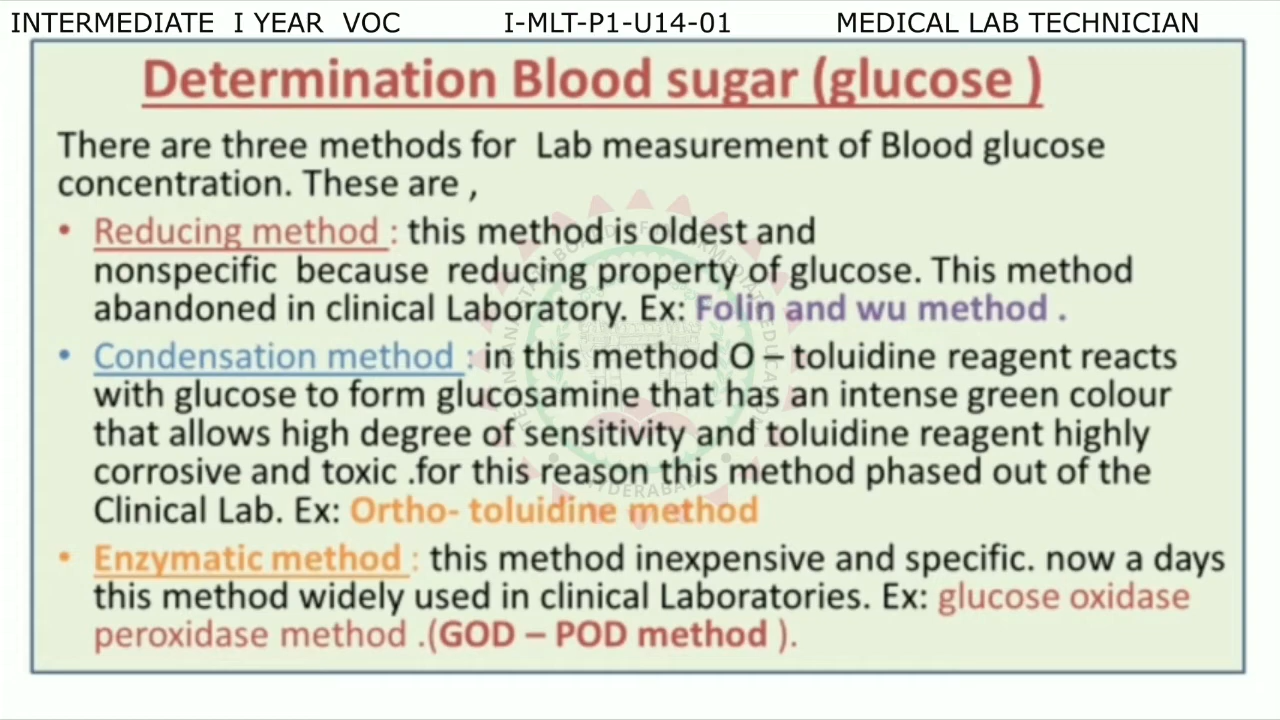 INTERMEDIATE I YEAR VOC I-MLT-P1-U14-01 MEDICAL LAB TECHNICIAN
Determination Blood sugar (glucose )
There are three methods for Lab measurement of Blood glucose
concentration. These are ,
• Reducing method : this method is oldest and
nonspecific because reducing property of glucose. This method
abandoned in clinical Laboratory. Ex: Folin and wu method .
• Condensation method : in this method O – toluidine reagent reacts
with glucose to form glucosamine that has an intense green colour
that allows high degree of sensitivity and toluidine reagent highly
corrosive and toxic .for this reason this method phased out of the
Clinical Lab. Ex: Ortho- toluidine method
• Enzymatic method : this method inexpensive and specific. now a days
this method widely used in clinical Laboratories. Ex: glucose oxidase
peroxidase method .(GOD – POD method ).
HYDERABAD